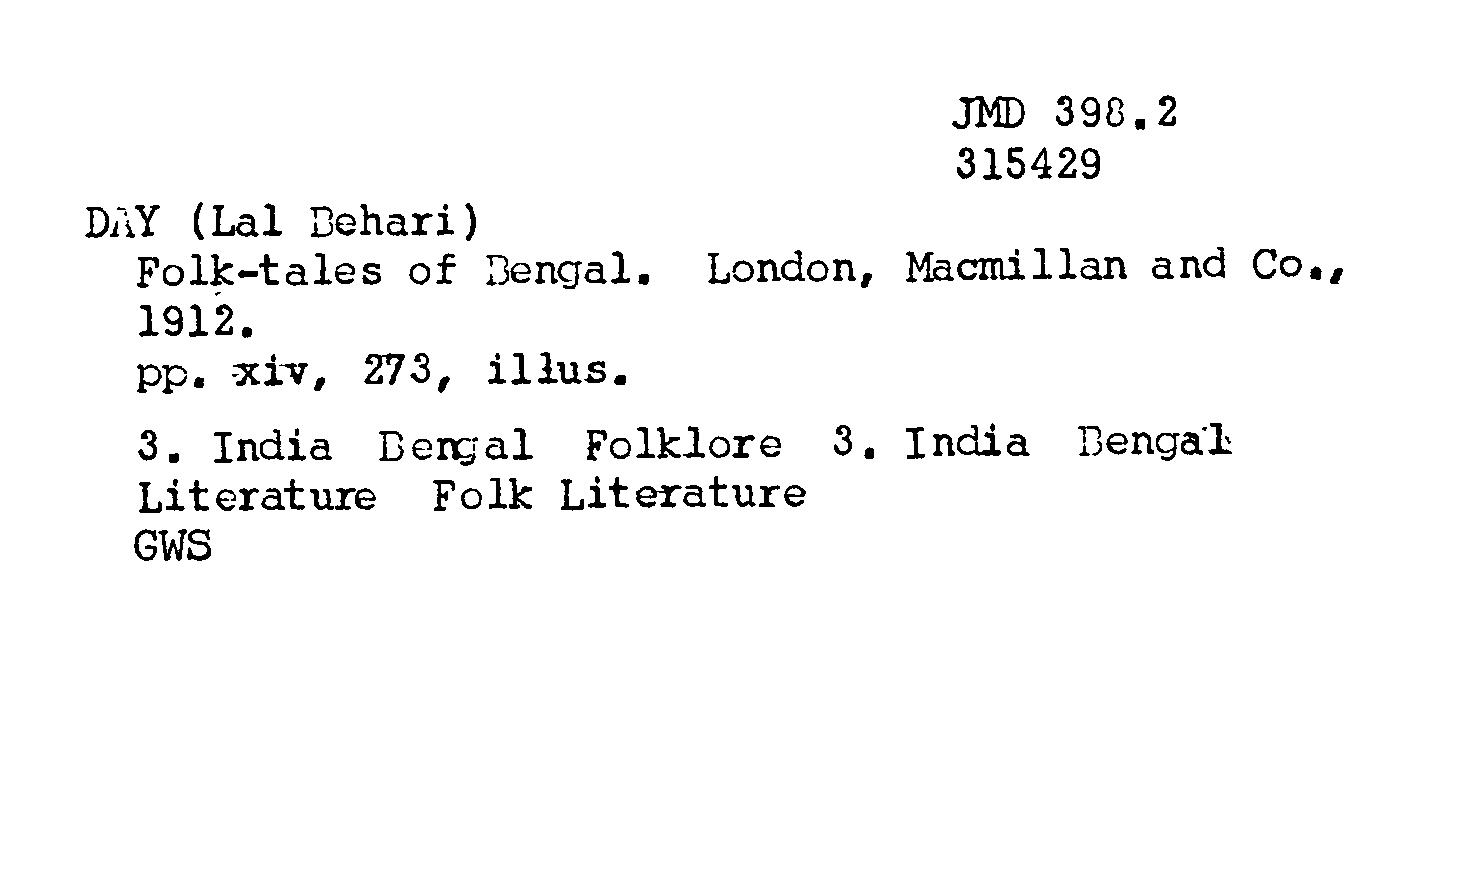 JMD 398.2
315429
DAY (Lal Behari)
Folk-tales of Bengal. London, Macmillan and Co.,
1912.
pp. xiv, 273, illus.
3. India Bengal Folklore 3. India Bengal
Literature Folk Literature
GWS